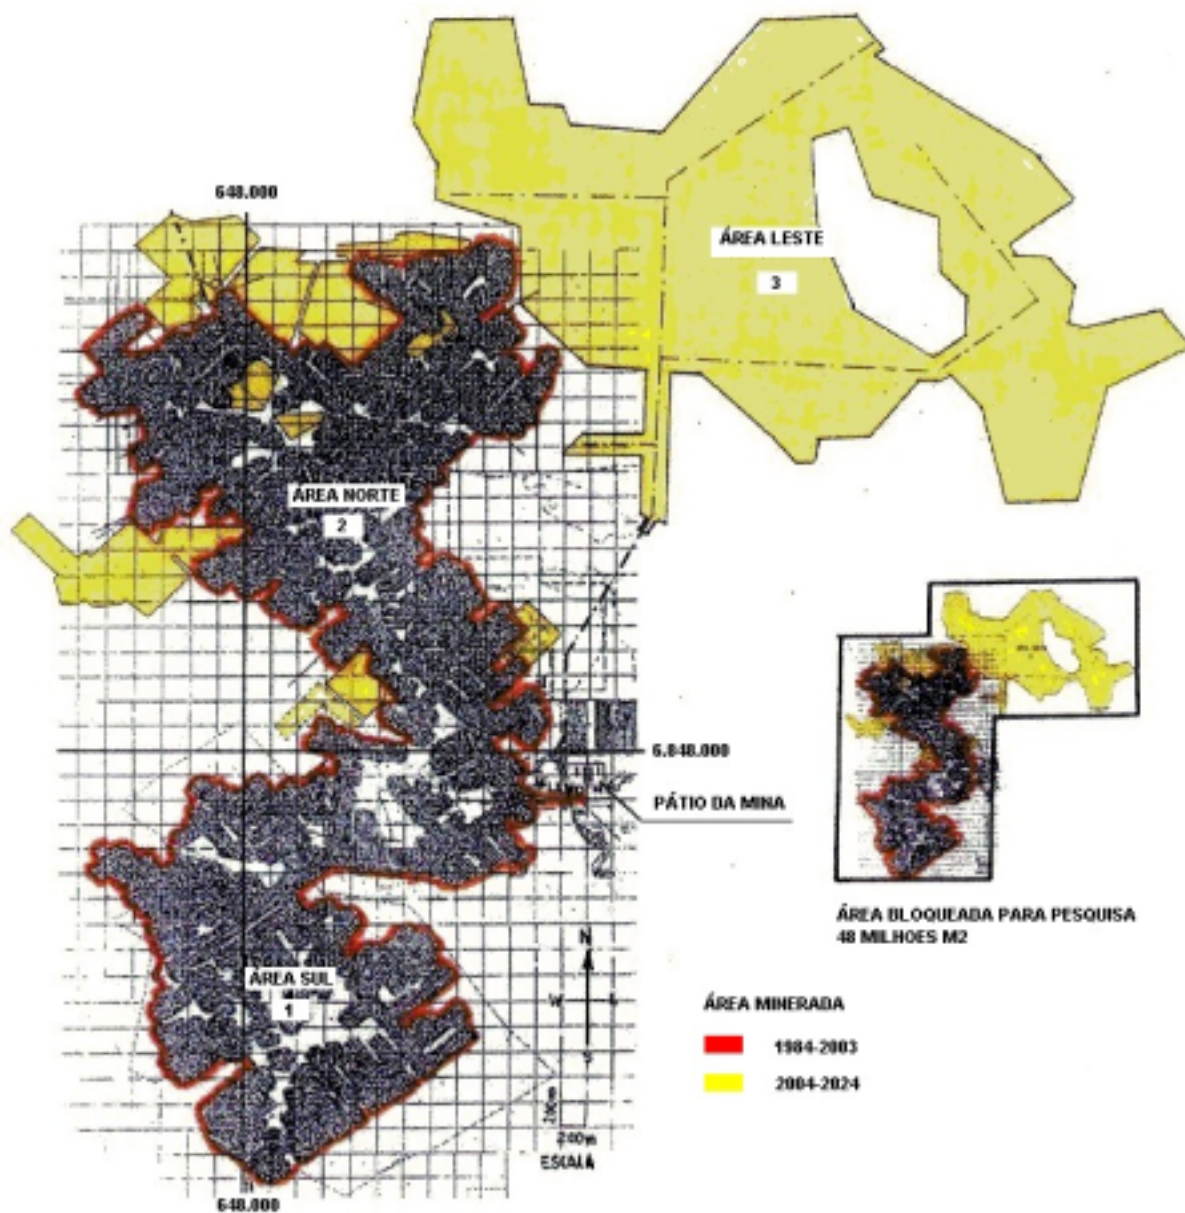 648.000
ÁREA LESTE
3
ÁREA NORTE
2
6.848.000
PÁTIO DA MINA
ÁREA BLOQUEADA PARA PESQUISA
48 MILHOES M2
N
W
S
ÁREA SUL
1
ÁREA MINERADA
1984-2003
2004-2024
200m
240m
ESCALA
648.000